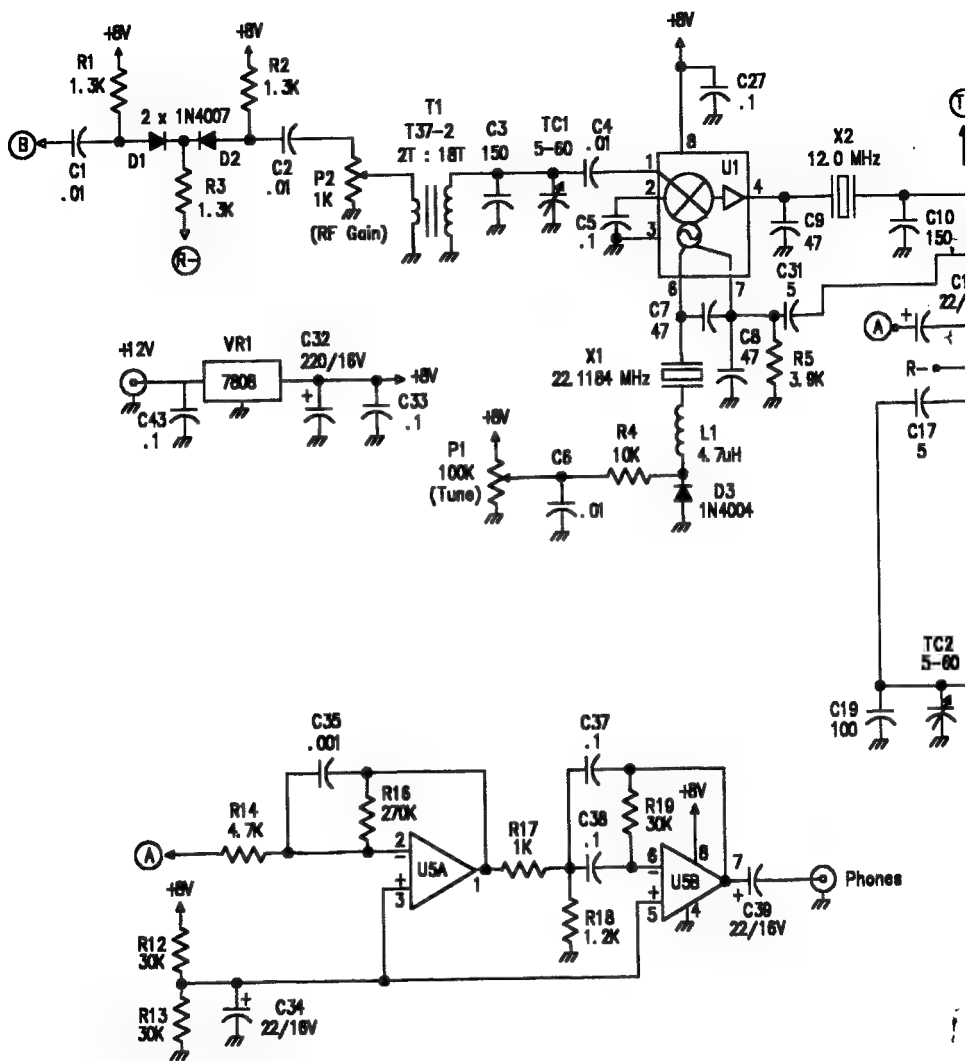 +8V
R1
1.3K
+8V
R2
1.3K
2 x 1N4007
B
C1
.01
D1
D2
R3
1.3K
R-
C2
.01
P2
1K
(RF Gain)
T1
T37-2
2T : 18T
C3
150
TC1
5-60
C4
.01
+8V
C27
.1
8
U1
1
2
3
4
C5
.1
6
7
X2
12.0 MHz
T
C9
47
C10
150
C31
5
C7
47
C8
47
R5
3.9K
X1
22.1184 MHz
L1
4.7uH
D3
1N4004
R4
10K
C6
.01
+8V
P1
100K
(Tune)
+12V
VR1
7808
C32
220/16V
+8V
C43
.1
C33
.1
A
+
22/
R-
C17
5
TC2
5-60
C19
100
C35
.001
R16
270K
R14
4.7K
A
2
-
+
3
U5A
1
R17
1K
C37
.1
C38
.1
R19
30K
+8V
8
6
-
+
5
U5B
7
4
R18
1.2K
+
C39
22/16V
Phones
+8V
R12
30K
R13
30K
+
C34
22/16V